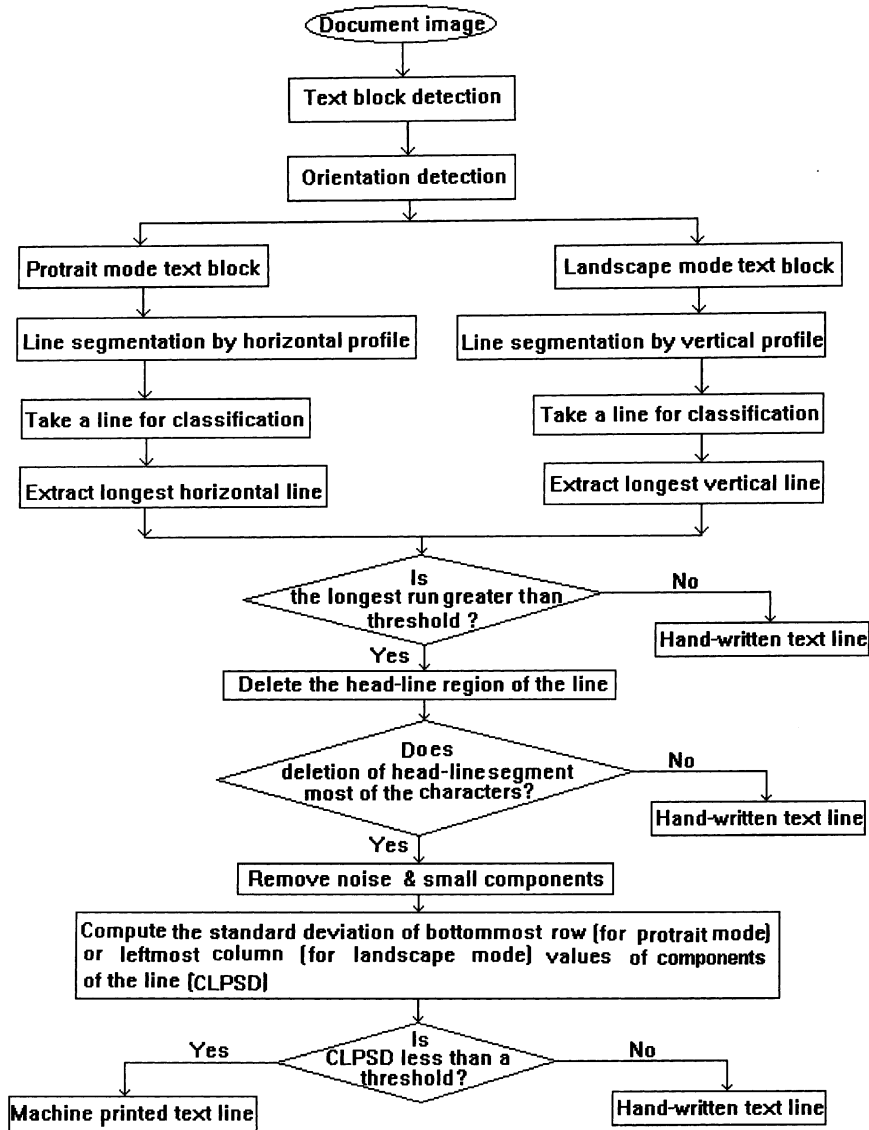 Document image
Text block detection
Orientation detection
Protrait mode text block
Landscape mode text block
Line segmentation by horizontal profile
Line segmentation by vertical profile
Take a line for classification
Take a line for classification
Extract longest horizontal line
Extract longest vertical line
Is
the longest run greater than
threshold ?
No
Hand-written text line
Yes
Delete the head-line region of the line
Does
deletion of head-line segment
most of the characters?
No
Hand-written text line
Yes
Remove noise & small components
Compute the standard deviation of bottommost row (for protrait mode)
or leftmost column (for landscape mode) values of components
of the line (CLPSD)
Is
CLPSD less than a
threshold?
Yes
No
Machine printed text line
Hand-written text line